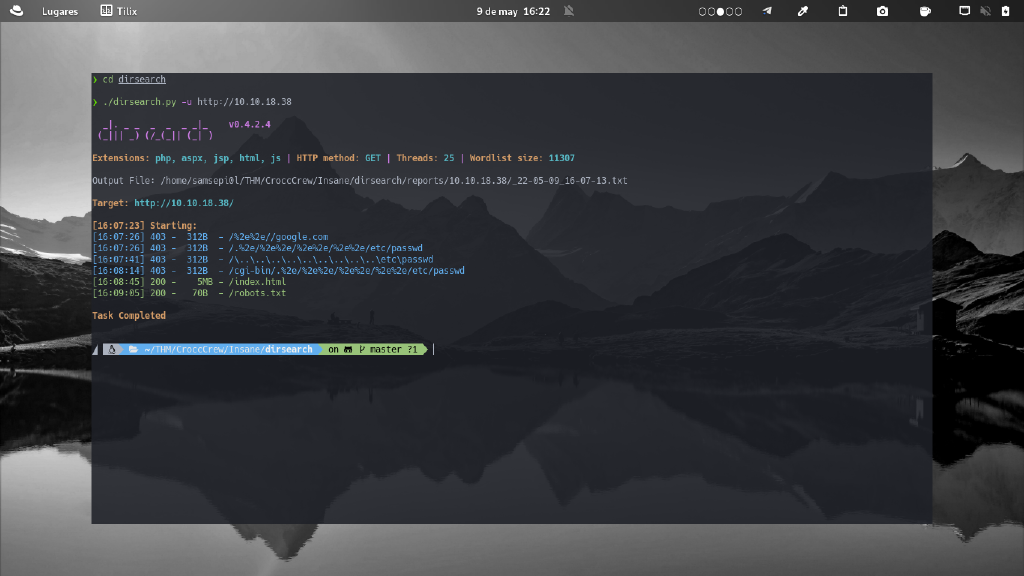 Lugares Tilix 9 de may 16:22
❯ cd dirsearch
❯ ./dirsearch.py -u http://10.10.18.38
_|. _ _ _ _ _ _|_ v0.4.2.4
(_||| _) (/_(_|| (_| )
Extensions: php, aspx, jsp, html, js | HTTP method: GET | Threads: 25 | Wordlist size: 11307
Output File: /home/samsepi0l/THM/CroccCrew/Insane/dirsearch/reports/10.10.18.38/_22-05-09_16-07-13.txt
Target: http://10.10.18.38/
[16:07:23] Starting:
[16:07:26] 403 - 312B - /%2e%2e//google.com
[16:07:26] 403 - 312B - /.%2e/%2e%2e/%2e%2e/%2e%2e/etc/passwd
[16:07:41] 403 - 312B - /\..\..\..\..\..\..\..\..\..\etc\passwd
[16:08:14] 403 - 312B - /cgi-bin/.%2e/%2e%2e/%2e%2e/%2e%2e/etc/passwd
[16:08:45] 200 - 5MB - /index.html
[16:09:05] 200 - 70B - /robots.txt
Task Completed
~/THM/CroccCrew/Insane/dirsearch on master ?1